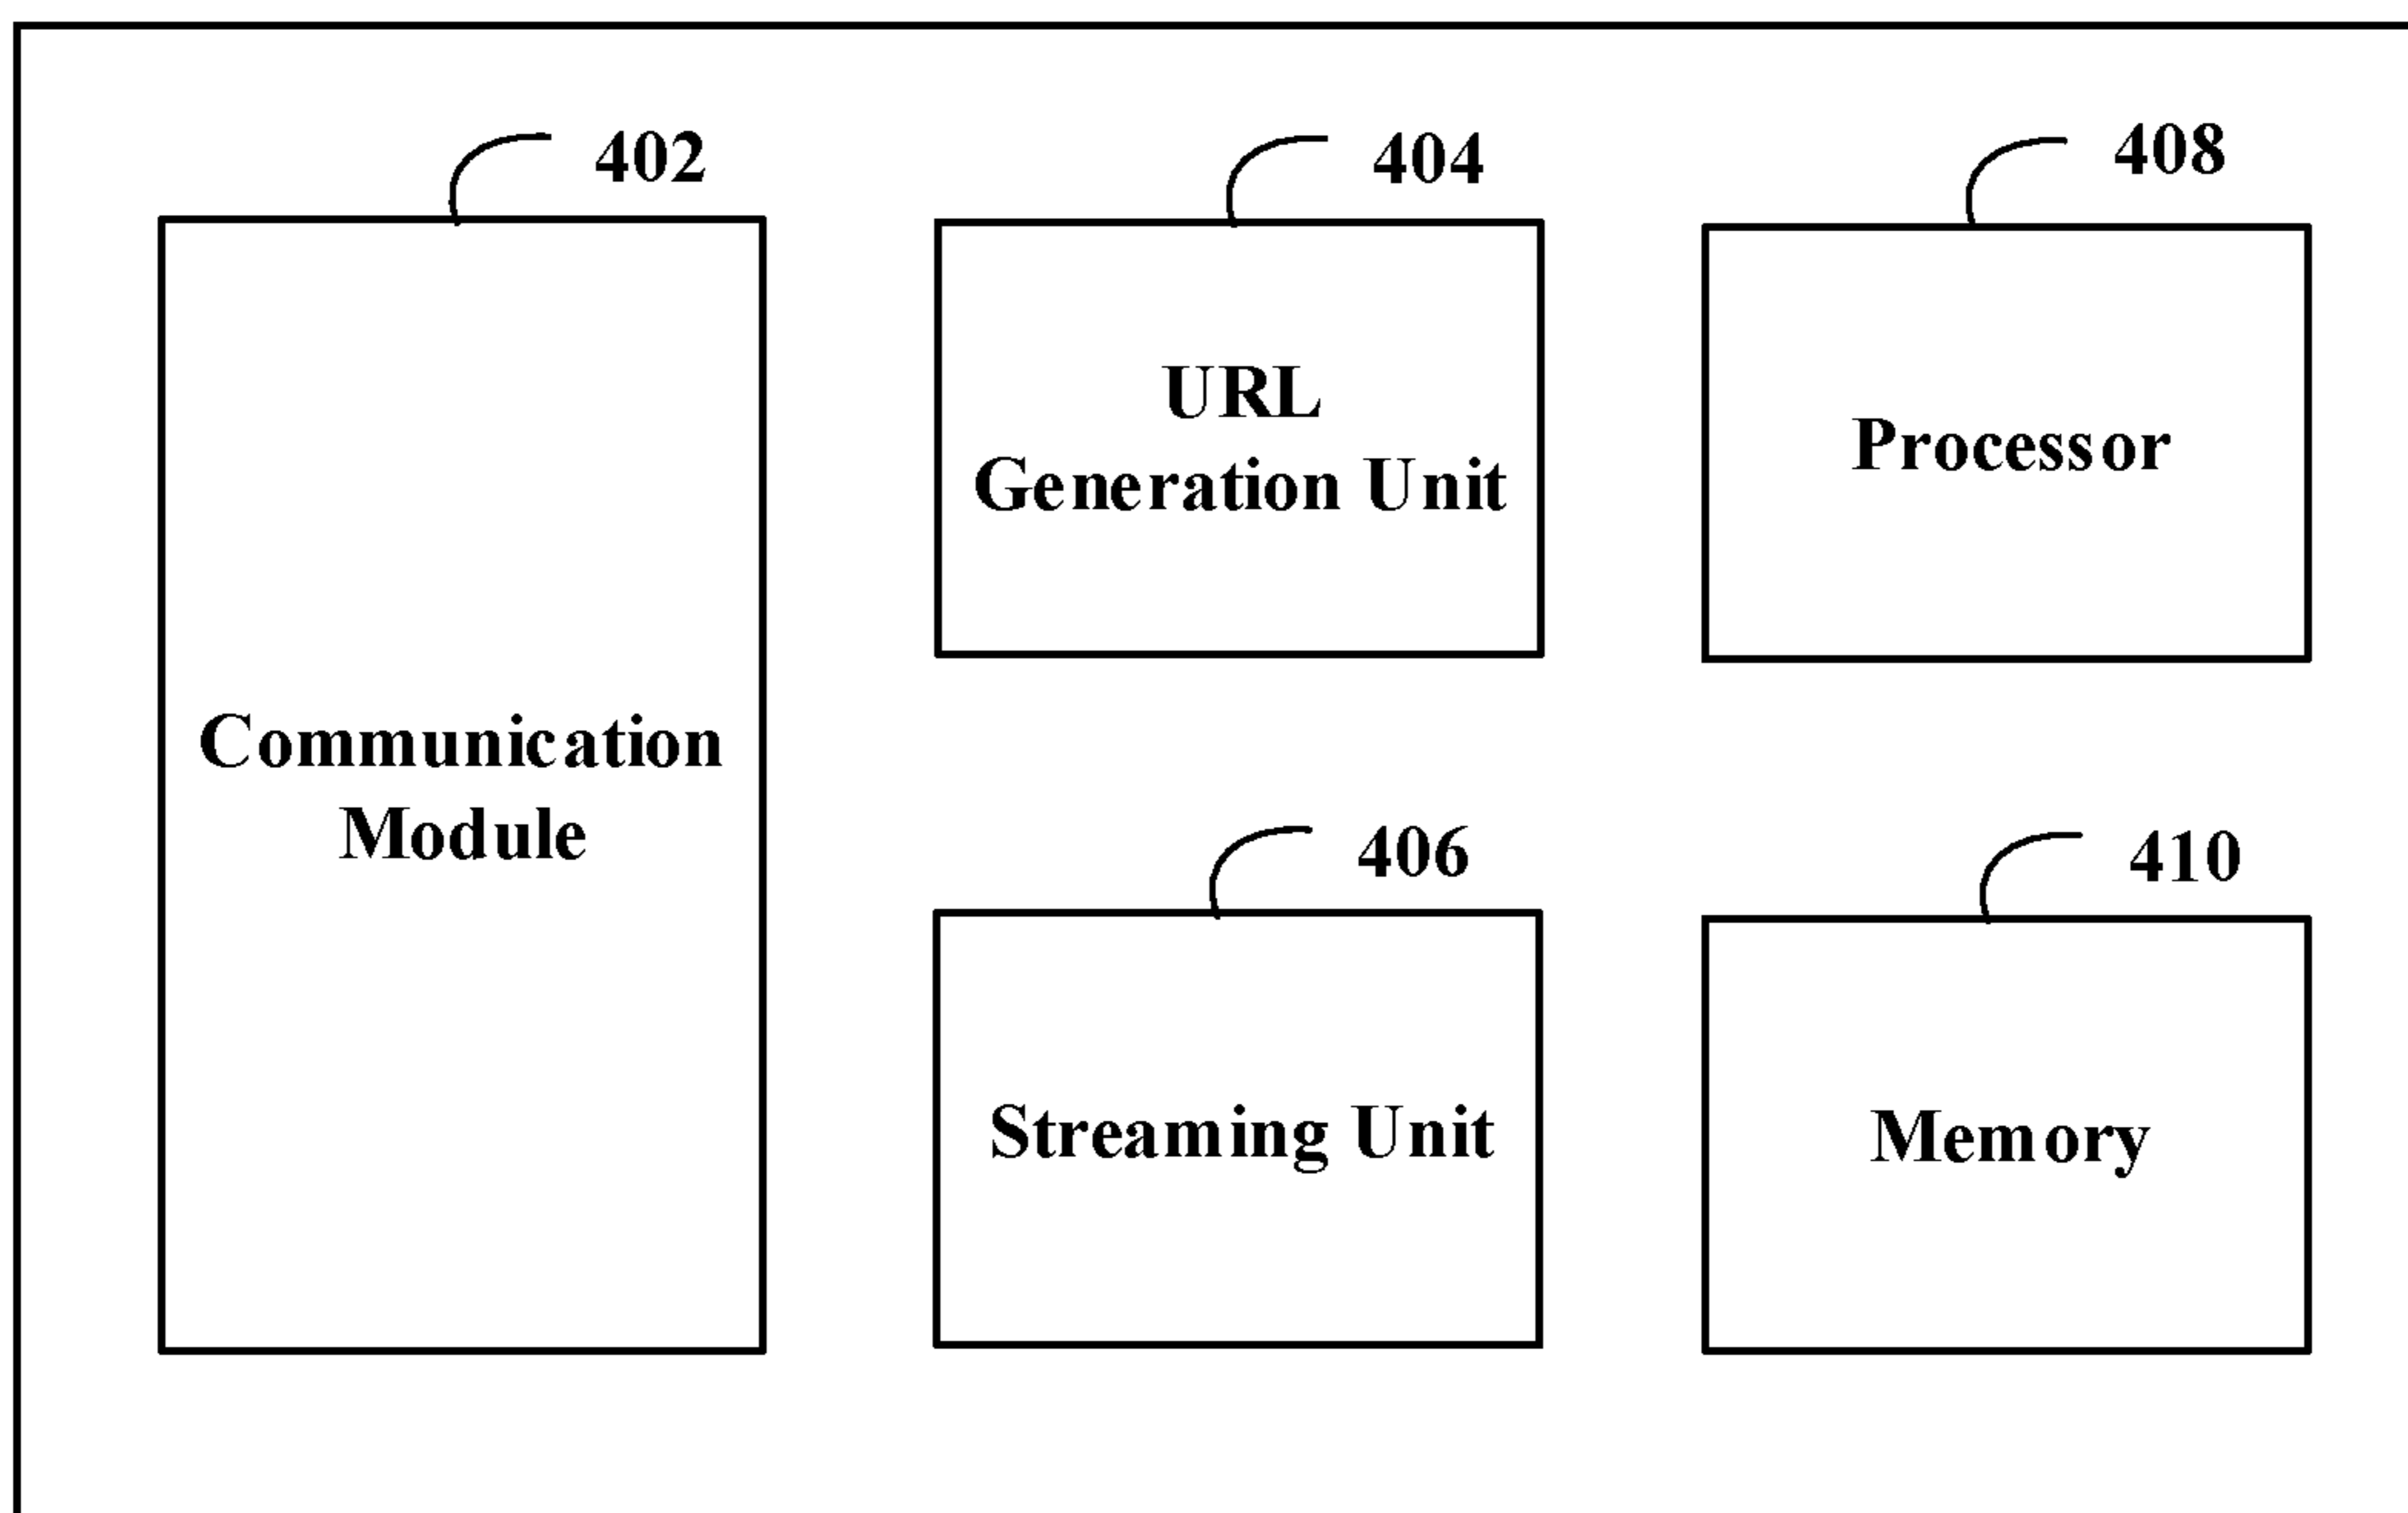 402
404
408
Communication
Module
URL
Generation Unit
Processor
406
410
Streaming Unit
Memory